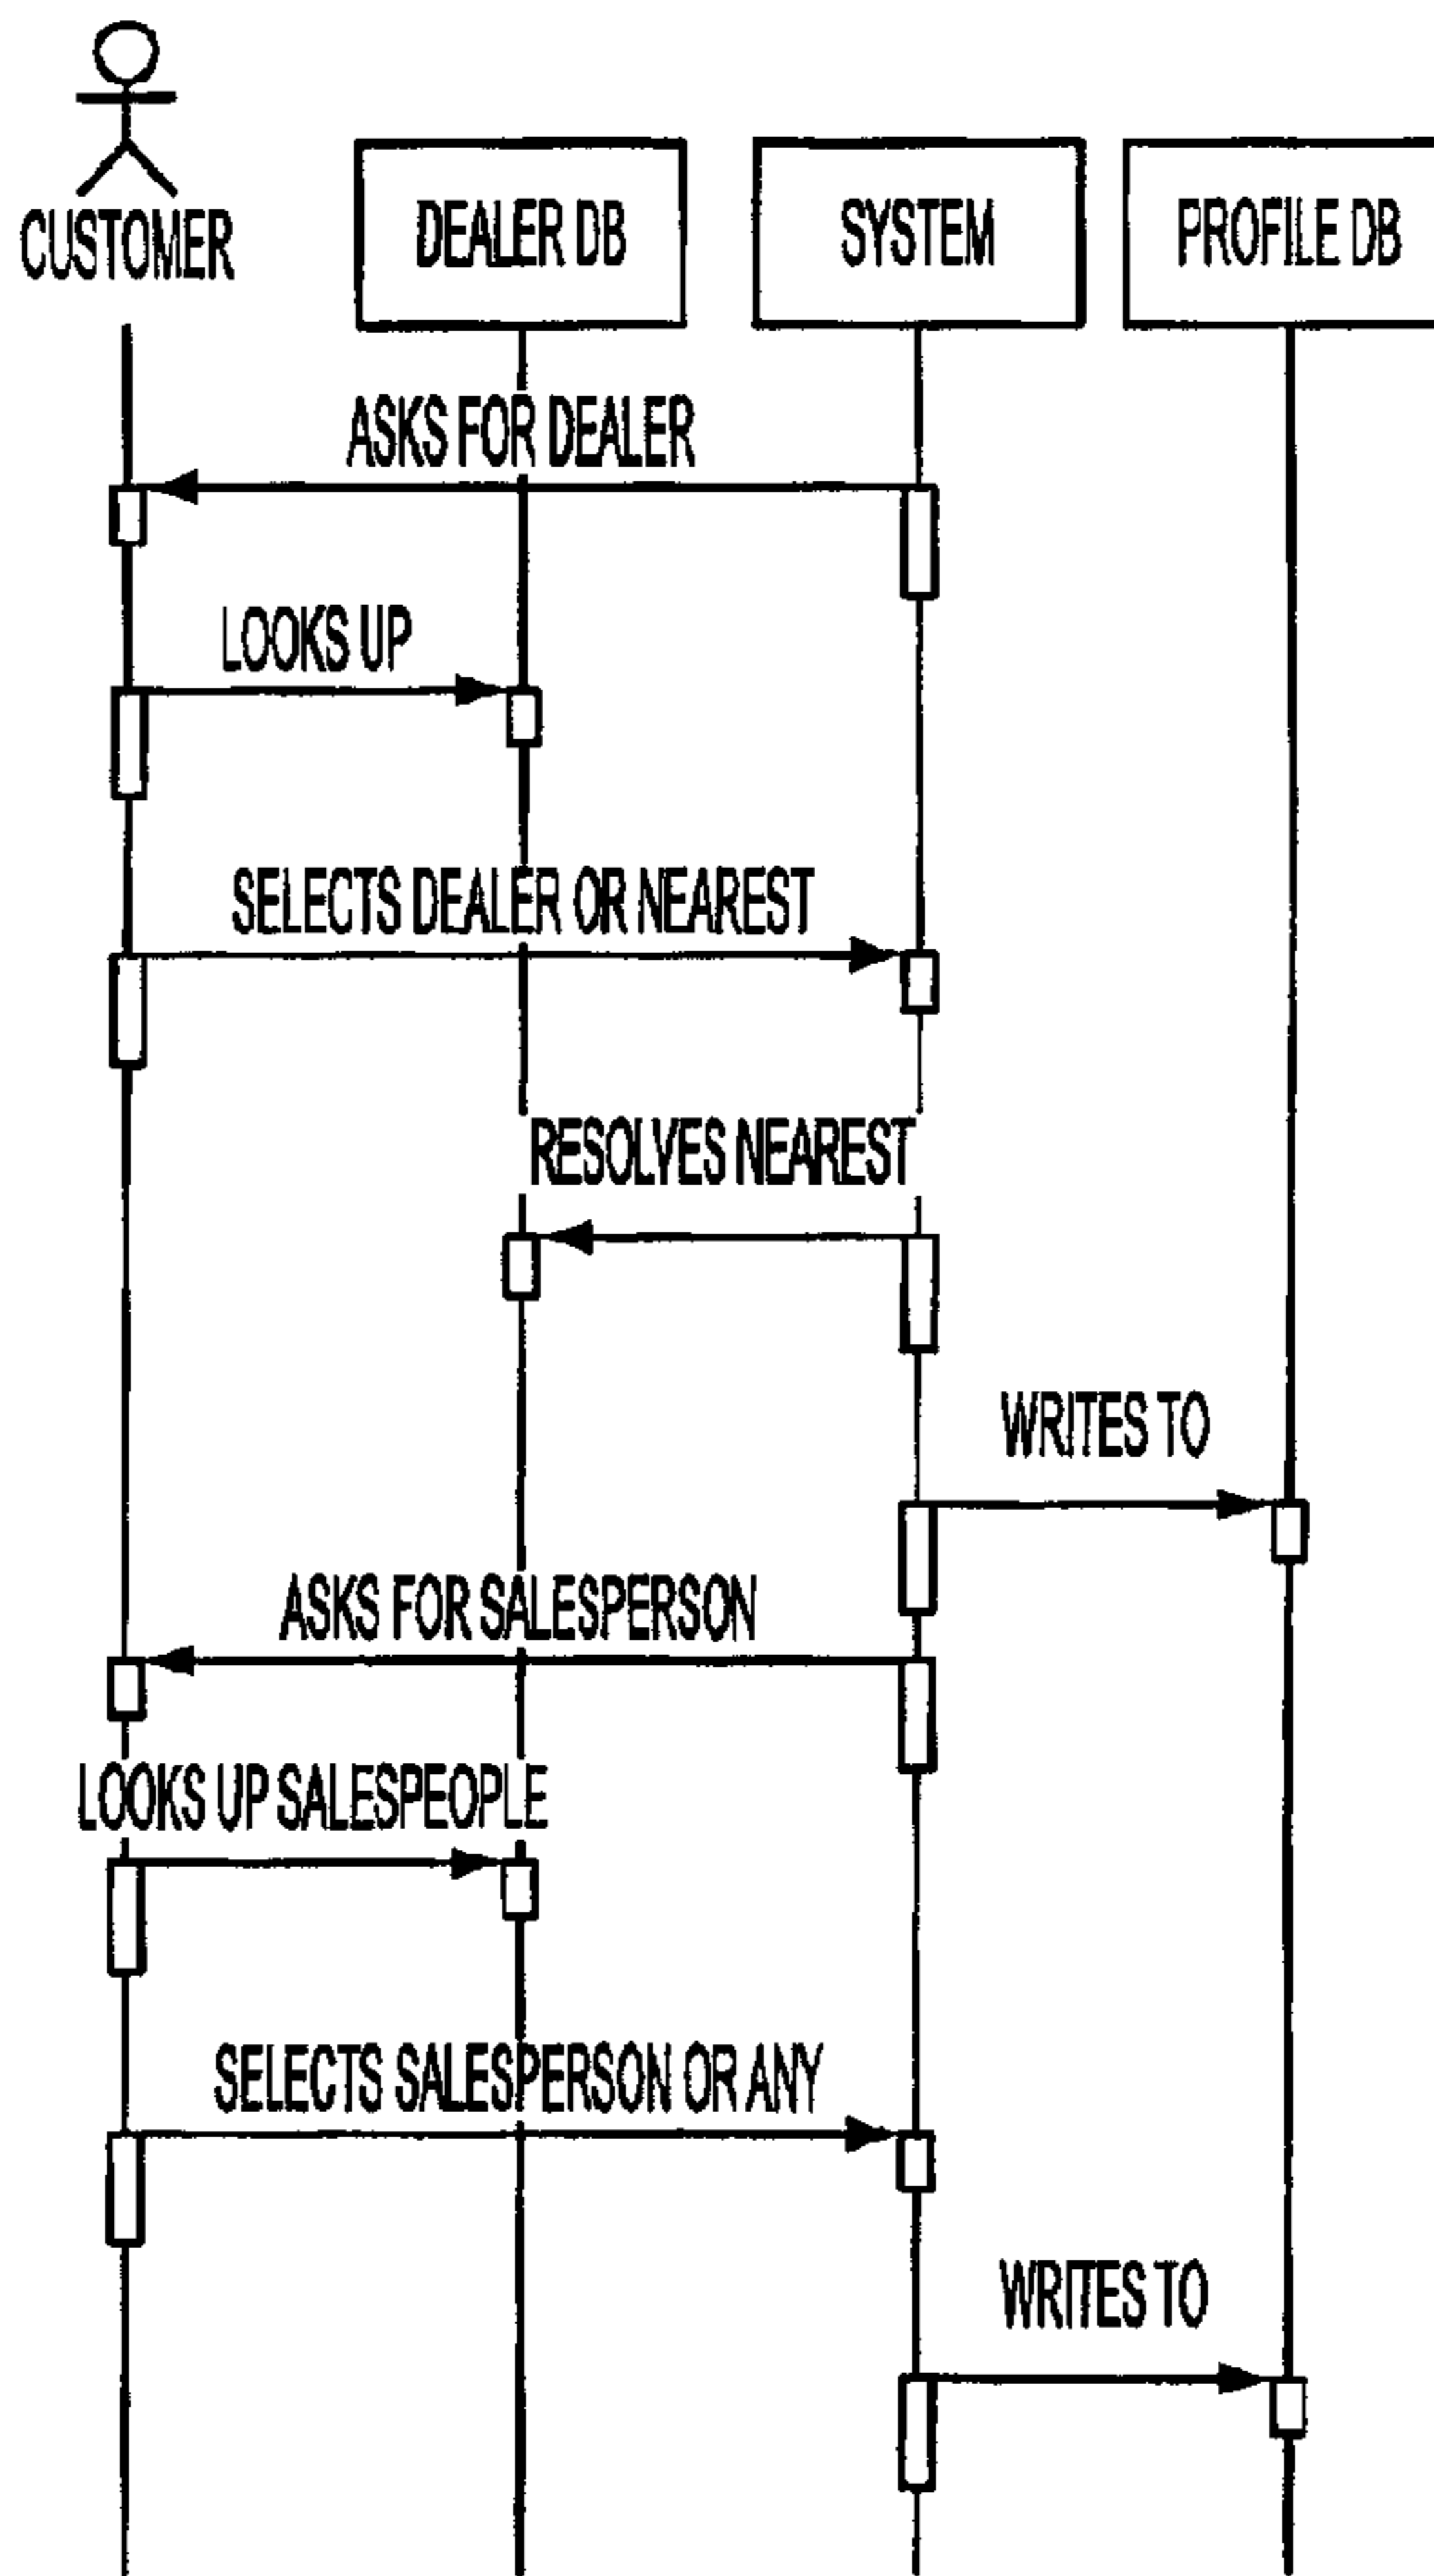 CUSTOMER
DEALER DB
SYSTEM
PROFILE DB
ASKS FOR DEALER
LOOKS UP
SELECTS DEALER OR NEAREST
RESOLVES NEAREST
WRITES TO
ASKS FOR SALESPERSON
LOOKS UP SALESPEOPLE
SELECTS SALESPERSON OR ANY
WRITES TO